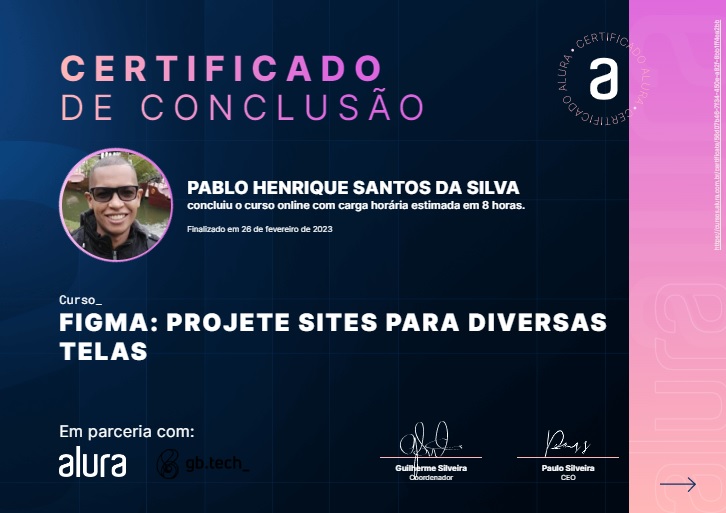 CERTIFICADO
DE CONCLUSÃO
CERTIFICADO ALURA • CERTIFICADO ALURA •
a
PABLO HENRIQUE SANTOS DA SILVA
concluiu o curso online com carga horária estimada em 8 horas.
Finalizado em 26 de fevereiro de 2023
Curso_
FIGMA: PROJETE SITES PARA DIVERSAS
TELAS
Em parceria com:
alura
gb.tech_
Guilherme Silveira
Coordenador
Paulo Silveira
CEO
alura